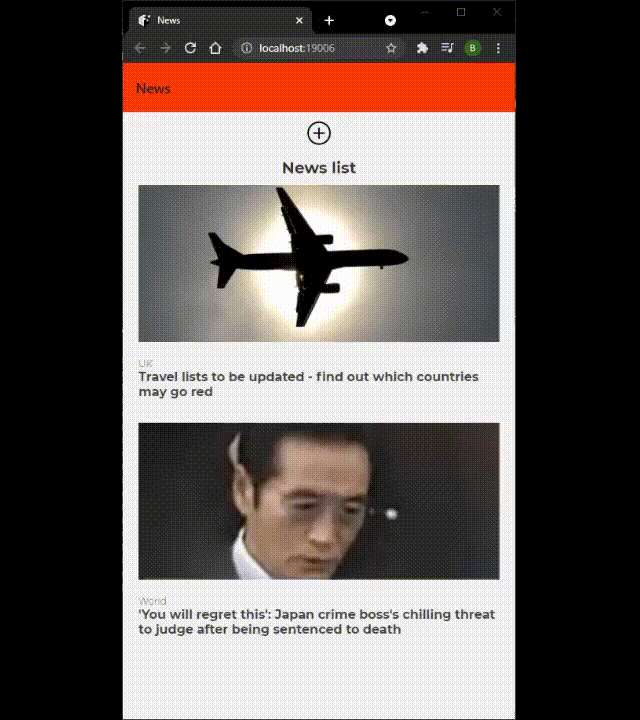 News
localhost:19006
B
News
News list
UK
Travel lists to be updated - find out which countries
may go red
World
'You will regret this': Japan crime boss's chilling threat
to judge after being sentenced to death